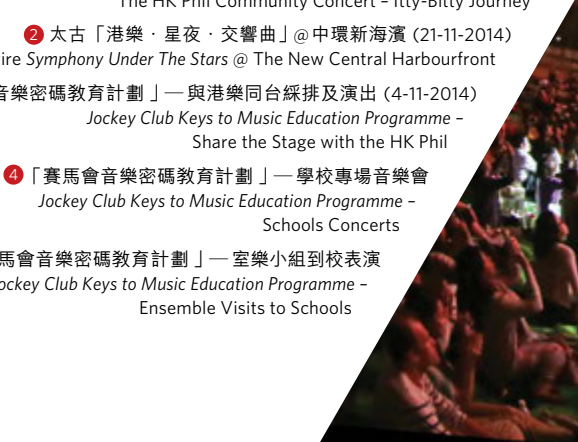 The HK Phil Community Concert – Itty-Bitty Journey
2 太古「港樂．星夜．交響曲」@中環新海濱 (21-11-2014)
ire Symphony Under The Stars @ The New Central Harbourfront
音樂密碼教育計劃」— 與港樂同台綵排及演出 (4-11-2014)
Jockey Club Keys to Music Education Programme –
Share the Stage with the HK Phil
4「賽馬會音樂密碼教育計劃」— 學校專場音樂會
Jockey Club Keys to Music Education Programme –
Schools Concerts
馬會音樂密碼教育計劃」— 室樂小組到校表演
ockey Club Keys to Music Education Programme –
Ensemble Visits to Schools